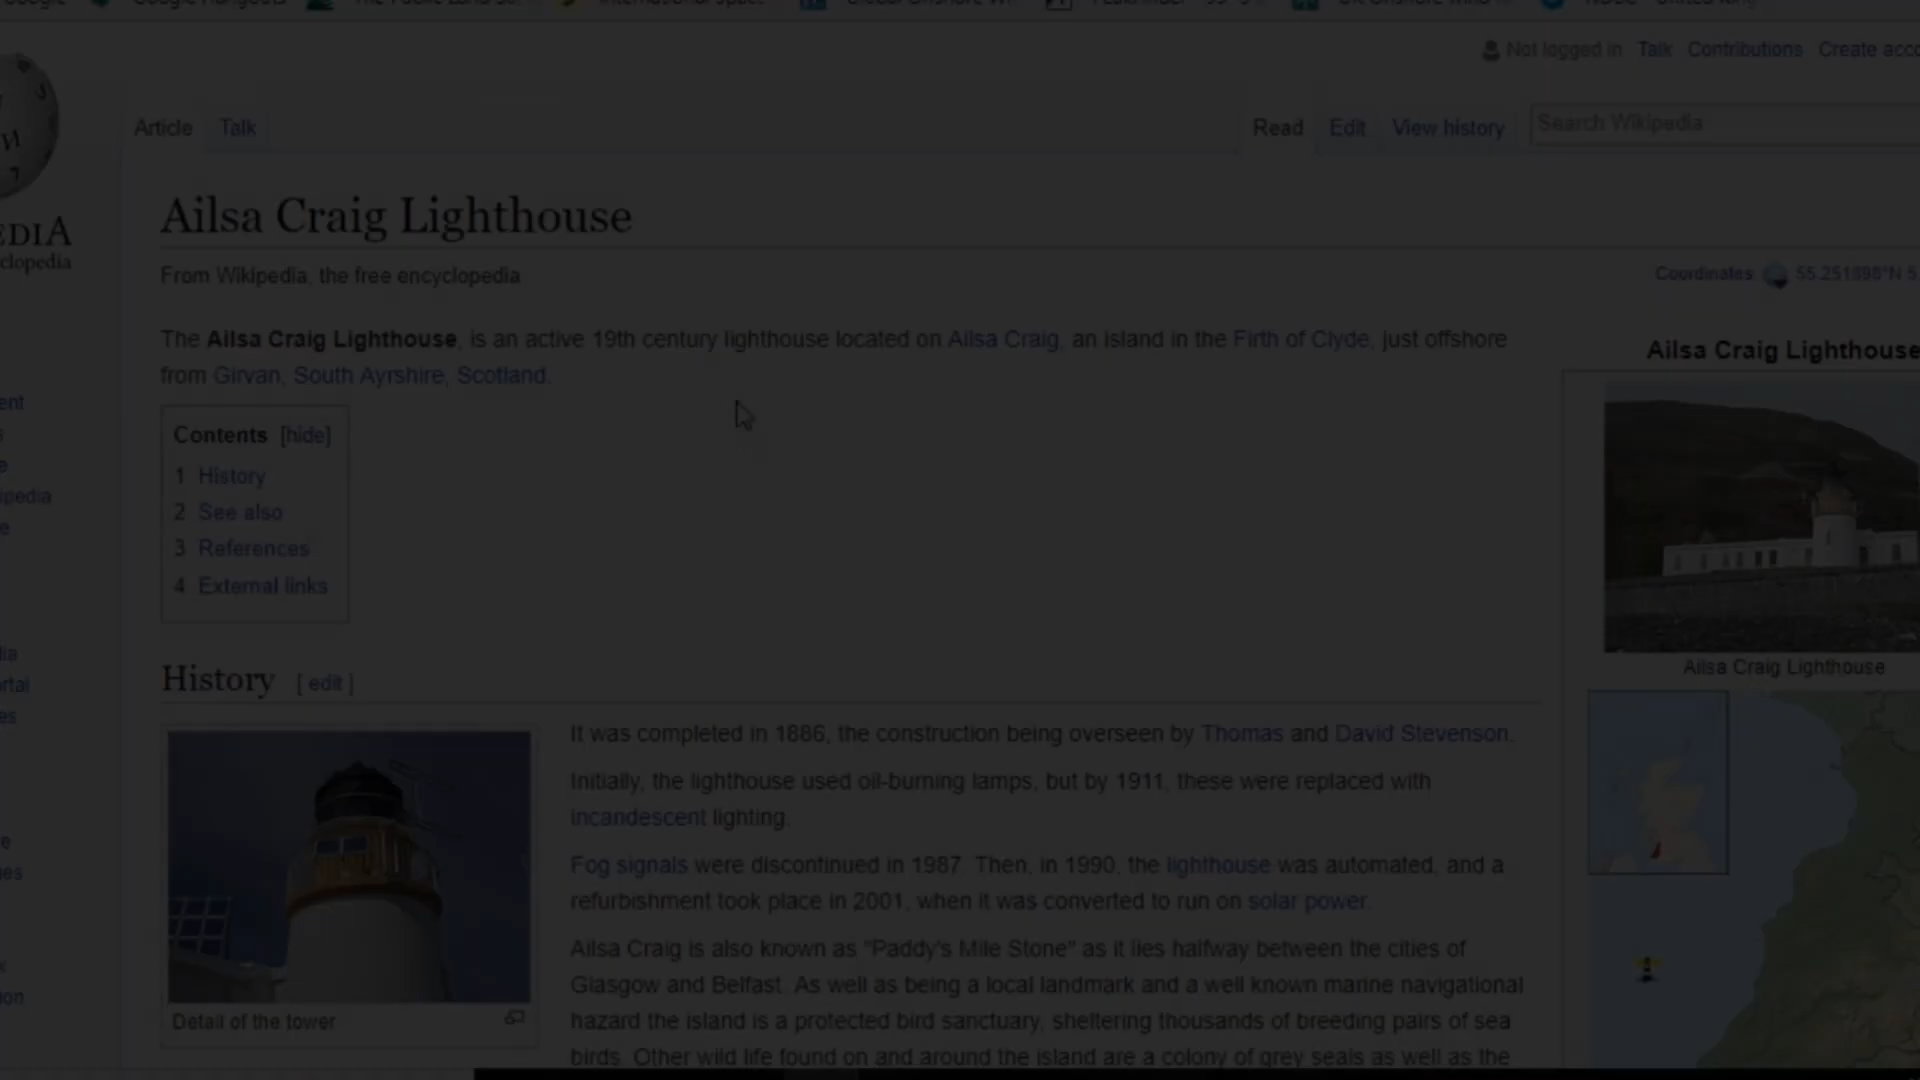 Not logged in Talk Contributions Create acco
Article Talk
Read Edit View history Search Wikipedia
EDIA
clopedia
Ailsa Craig Lighthouse
From Wikipedia, the free encyclopedia
Coordinates: 55.251898°N 5
The Ailsa Craig Lighthouse, is an active 19th century lighthouse located on Ailsa Craig, an island in the Firth of Clyde, just offshore
from Girvan, South Ayrshire, Scotland.
Contents [hide]
1 History
2 See also
3 References
4 External links
Ailsa Craig Lighthouse
Ailsa Craig Lighthouse
History [ edit ]
Detail of the tower
It was completed in 1886, the construction being overseen by Thomas and David Stevenson.
Initially, the lighthouse used oil-burning lamps, but by 1911, these were replaced with
incandescent lighting.
Fog signals were discontinued in 1987. Then, in 1990, the lighthouse was automated, and a
refurbishment took place in 2001, when it was converted to run on solar power.
Ailsa Craig is also known as "Paddy's Mile Stone" as it lies halfway between the cities of
Glasgow and Belfast. As well as being a local landmark and a well known marine navigational
hazard the island is a protected bird sanctuary, sheltering thousands of breeding pairs of sea
birds. Other wild life found on and around the island are a colony of grey seals as well as the